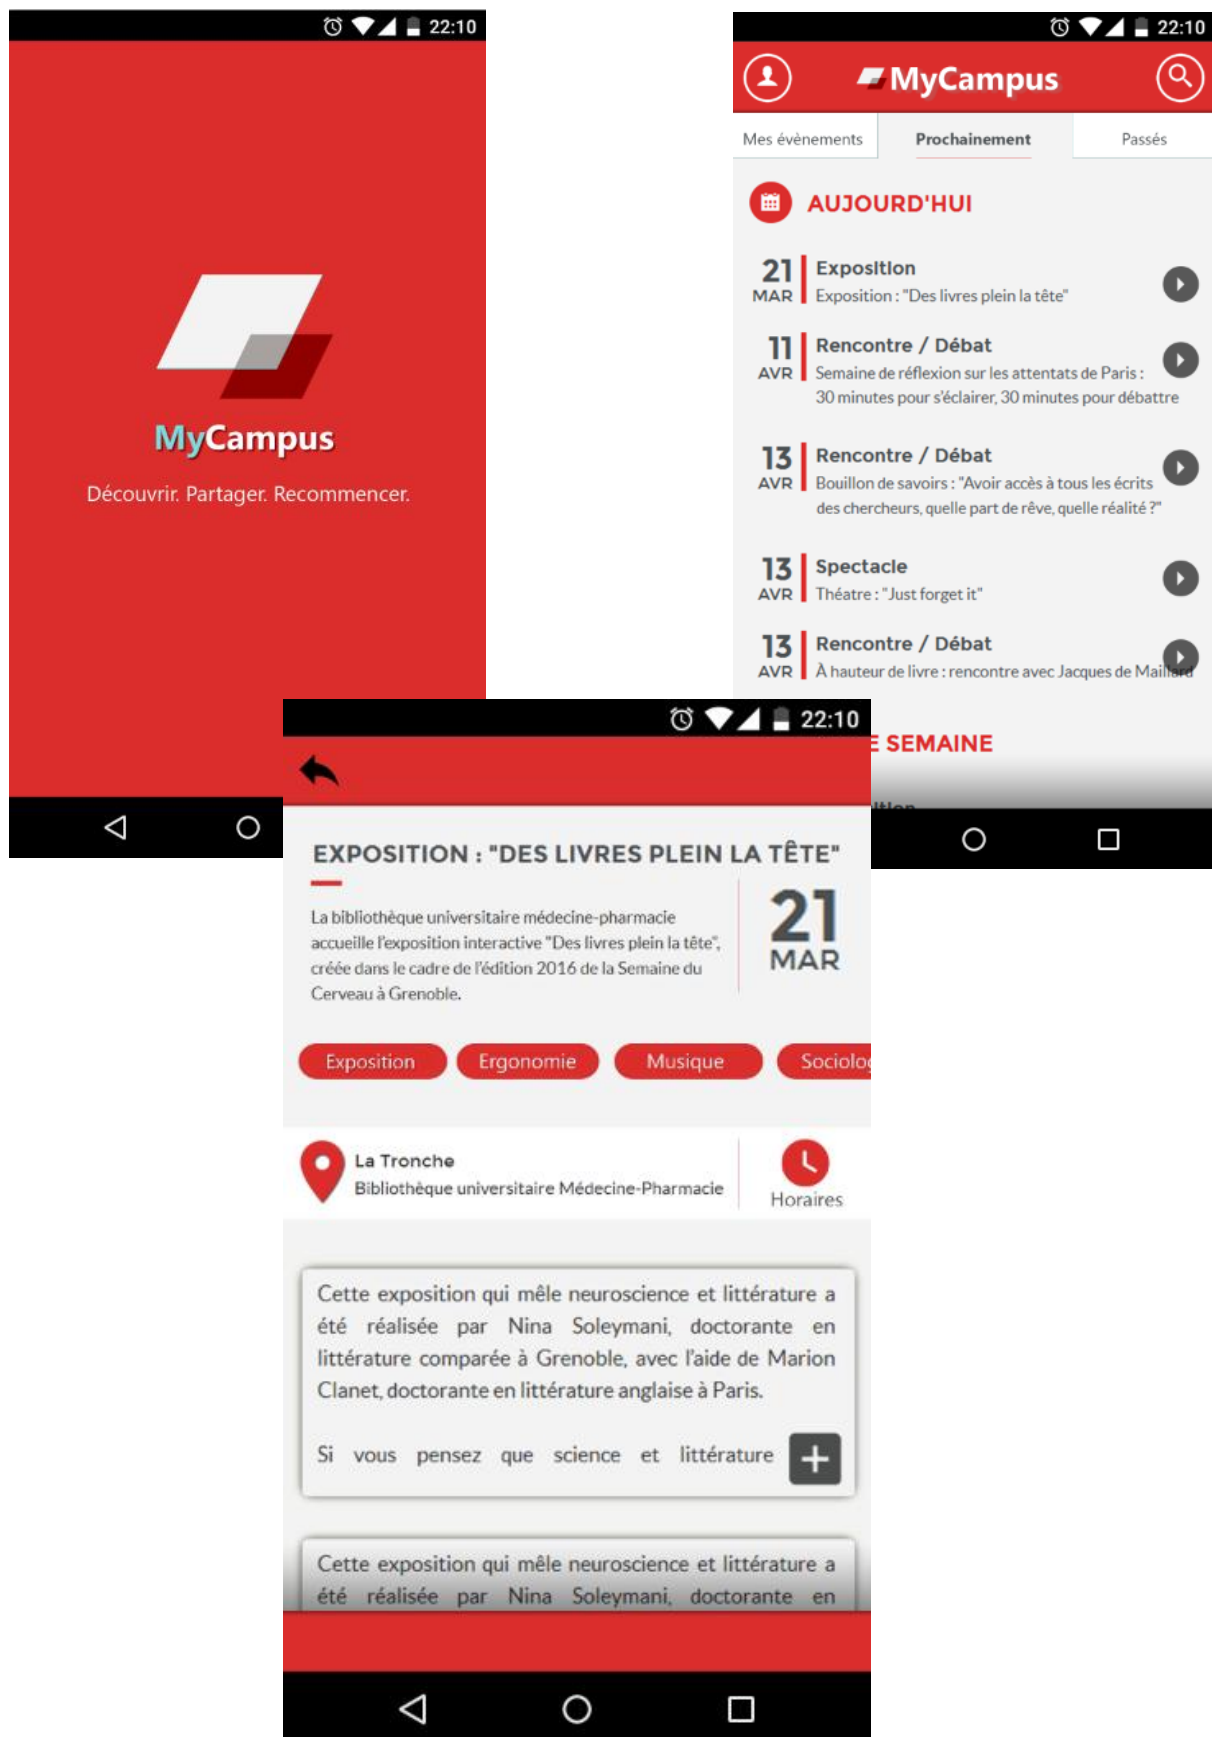 22:10
MyCampus
Découvrir. Partager. Recommencer.
22:10
MyCampus
Mes évènements
Prochainement
Passés
AUJOURD'HUI
21
MAR
Exposition
Exposition : "Des livres plein la tête"
11
AVR
Rencontre / Débat
Semaine de réflexion sur les attentats de Paris :
30 minutes pour s'éclairer, 30 minutes pour débattre
13
AVR
Rencontre / Débat
Bouillon de savoirs : "Avoir accès à tous les écrits
des chercheurs, quelle part de rêve, quelle réalité ?"
13
AVR
Spectacle
Théatre : "Just forget it"
13
AVR
Rencontre / Débat
À hauteur de livre : rencontre avec Jacques de Maillard
E SEMAINE
22:10
EXPOSITION : "DES LIVRES PLEIN LA TÊTE"
La bibliothèque universitaire médecine-pharmacie
accueille l'exposition interactive "Des livres plein la tête",
créée dans le cadre de l'édition 2016 de la Semaine du
Cerveau à Grenoble.
21
MAR
Exposition
Ergonomie
Musique
Sociolog
La Tronche
Bibliothèque universitaire Médecine-Pharmacie
Horaires
Cette exposition qui mêle neuroscience et littérature a
été réalisée par Nina Soleymani, doctorante en
littérature comparée à Grenoble, avec l'aide de Marion
Clanet, doctorante en littérature anglaise à Paris.
Si vous pensez que science et littérature
Cette exposition qui mêle neuroscience et littérature a
été réalisée par Nina Soleymani, doctorante en